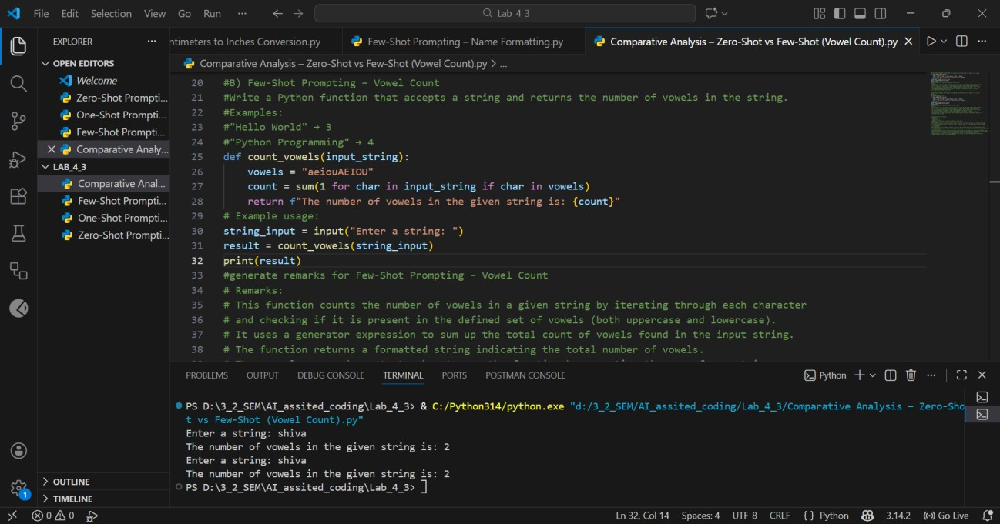 File Edit Selection View Go Run ··· ← → Lab_4_3
EXPLORER ···
OPEN EDITORS
Welcome
Zero-Shot Prompti...
One-Shot Prompti...
Few-Shot Prompti...
Comparative Analy...
LAB_4_3
Comparative Anal...
Few-Shot Prompti...
One-Shot Prompti...
Zero-Shot Prompti...
OUTLINE
TIMELINE
ntimeters to Inches Conversion.py Few-Shot Prompting – Name Formatting.py Comparative Analysis – Zero-Shot vs Few-Shot (Vowel Count).py
Comparative Analysis – Zero-Shot vs Few-Shot (Vowel Count).py > ...
20 #B) Few-Shot Prompting – Vowel Count
21 #Write a Python function that accepts a string and returns the number of vowels in the string.
22 #Examples:
23 #"Hello World" → 3
24 #"Python Programming" → 4
25 def count_vowels(input_string):
26     vowels = "aeiouAEIOU"
27     count = sum(1 for char in input_string if char in vowels)
28     return f"The number of vowels in the given string is: {count}"
29 # Example usage:
30 string_input = input("Enter a string: ")
31 result = count_vowels(string_input)
32 print(result)
33 #generate remarks for Few-Shot Prompting – Vowel Count
34 # Remarks:
35 # This function counts the number of vowels in a given string by iterating through each character
36 # and checking if it is present in the defined set of vowels (both uppercase and lowercase).
37 # It uses a generator expression to sum up the total count of vowels found in the input string.
38 # The function returns a formatted string indicating the total number of vowels.
PROBLEMS OUTPUT DEBUG CONSOLE TERMINAL PORTS POSTMAN CONSOLE Python
PS D:\3_2_SEM\AI_assited_coding\Lab_4_3> & C:/Python314/python.exe "d:/3_2_SEM/AI_assited_coding/Lab_4_3/Comparative Analysis – Zero-Sho
t vs Few-Shot (Vowel Count).py"
Enter a string: shiva
The number of vowels in the given string is: 2
Enter a string: shiva
The number of vowels in the given string is: 2
PS D:\3_2_SEM\AI_assited_coding\Lab_4_3>
1
0 0 Ln 32, Col 14 Spaces: 4 UTF-8 CRLF { } Python 3.14.2 Go Live